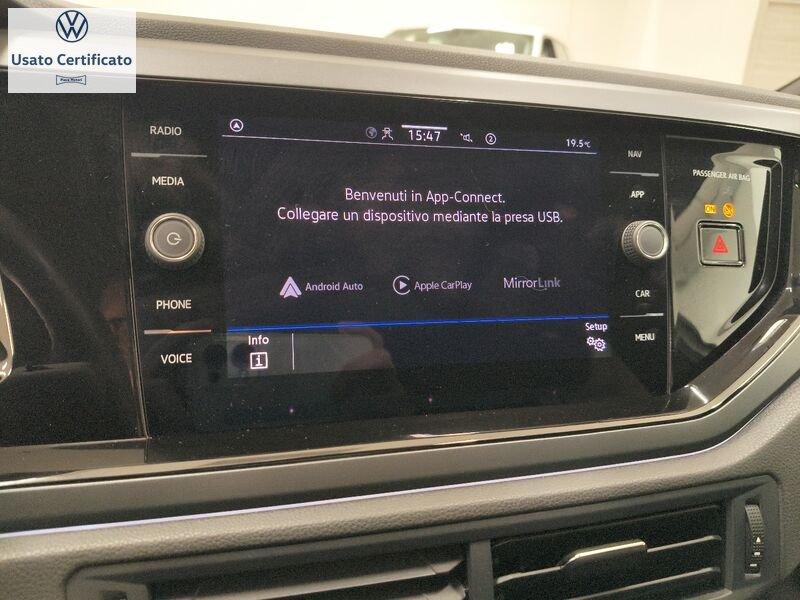 Usato Certificato
RADIO
MEDIA
PHONE
VOICE
15:47
2
19.5°C
Benvenuti in App-Connect.
Collegare un dispositivo mediante la presa USB.
Android Auto
Apple CarPlay
MirrorLink
Info
i
Setup
NAV
APP
CAR
MENU
PASSENGER AIR BAG
ON